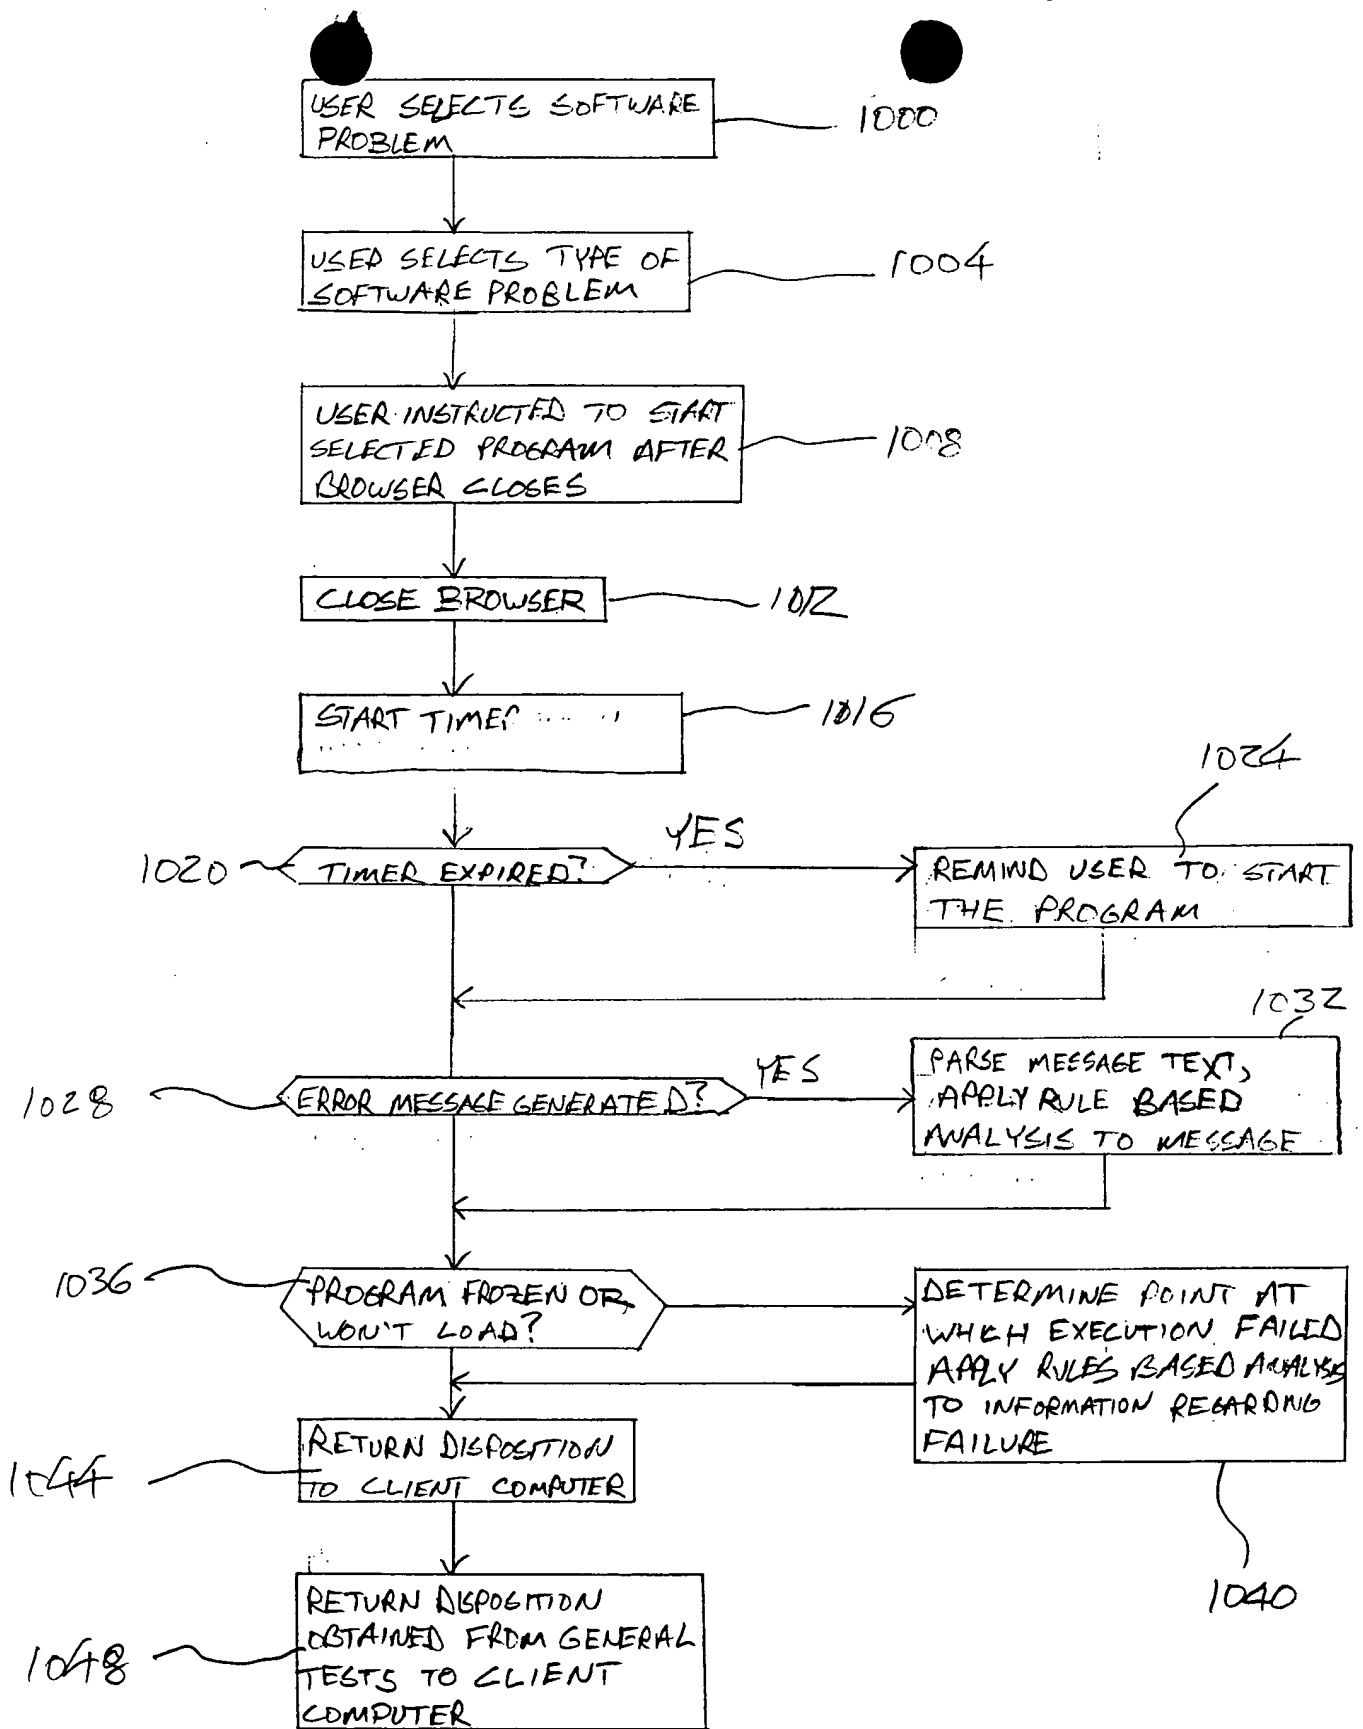 USER SELECTS SOFTWARE
PROBLEM
1000
USER SELECTS TYPE OF
SOFTWARE PROBLEM
1004
USER INSTRUCTED TO START
SELECTED PROGRAM AFTER
BROWSER CLOSES
1008
CLOSE BROWSER
1012
START TIMER
1016
1024
YES
1020
TIMER EXPIRED?
REMIND USER TO START
THE PROGRAM
1032
1028
ERROR MESSAGE GENERATED?
YES
PARSE MESSAGE TEXT,
APPLY RULE BASED
ANALYSIS TO MESSAGE
1036
PROGRAM FROZEN OR
WON'T LOAD?
DETERMINE POINT AT
WHICH EXECUTION FAILED
APPLY RULES BASED ANALYSIS
TO INFORMATION REGARDING
FAILURE
1044
RETURN DISPOSITION
TO CLIENT COMPUTER
1040
1048
RETURN DISPOSITION
OBTAINED FROM GENERAL
TESTS TO CLIENT
COMPUTER